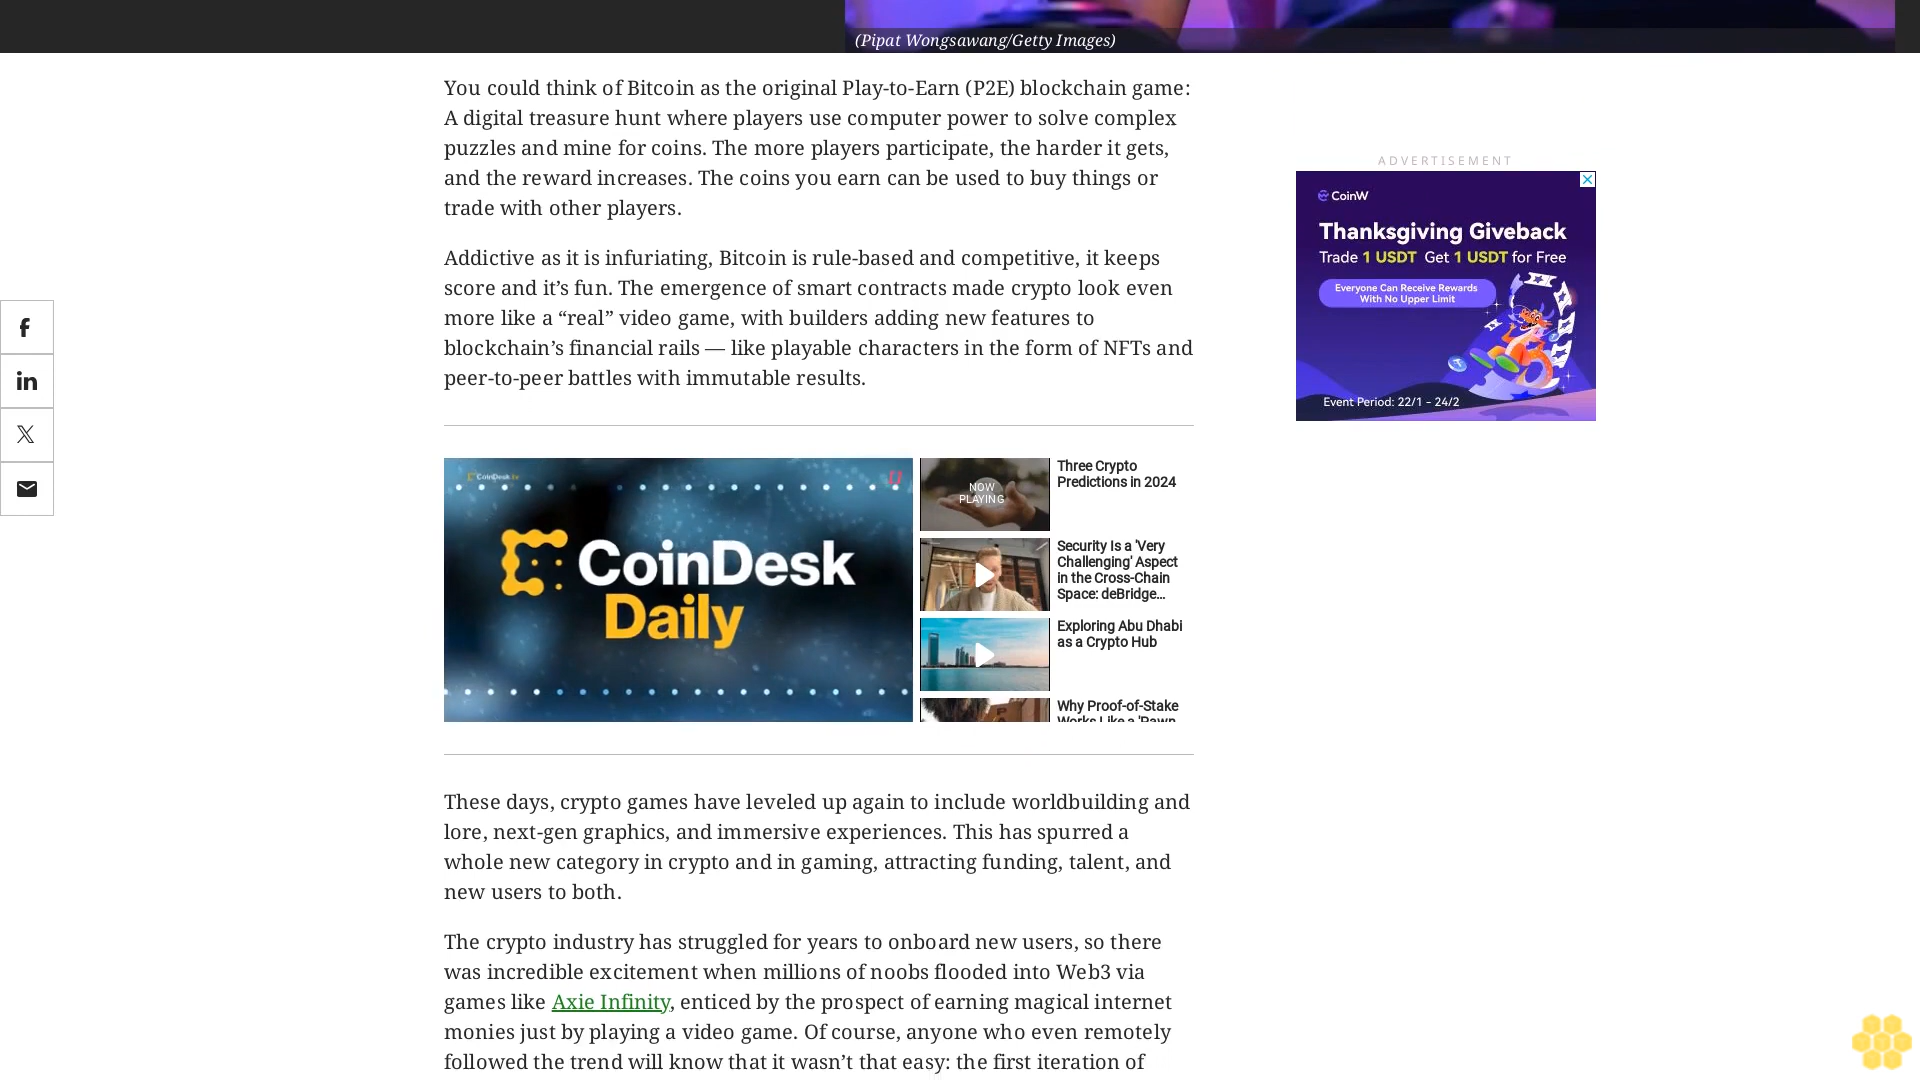 (Pipat Wongsawang/Getty Images)
You could think of Bitcoin as the original Play-to-Earn (P2E) blockchain game:
A digital treasure hunt where players use computer power to solve complex
puzzles and mine for coins. The more players participate, the harder it gets,
and the reward increases. The coins you earn can be used to buy things or
trade with other players.
Addictive as it is infuriating, Bitcoin is rule-based and competitive, it keeps
score and it’s fun. The emergence of smart contracts made crypto look even
more like a “real” video game, with builders adding new features to
blockchain’s financial rails — like playable characters in the form of NFTs and
peer-to-peer battles with immutable results.
ADVERTISEMENT
CoinW
Thanksgiving Giveback
Trade 1 USDT Get 1 USDT for Free
Everyone Can Receive Rewards
With No Upper Limit
Event Period: 22/1 - 24/2
CoinDesk.tv
CoinDesk
Daily
NOW
PLAYING
Three Crypto
Predictions in 2024
Security Is a 'Very
Challenging' Aspect
in the Cross-Chain
Space: deBridge...
Exploring Abu Dhabi
as a Crypto Hub
Why Proof-of-Stake
Works Like a 'Pawn
These days, crypto games have leveled up again to include worldbuilding and
lore, next-gen graphics, and immersive experiences. This has spurred a
whole new category in crypto and in gaming, attracting funding, talent, and
new users to both.
The crypto industry has struggled for years to onboard new users, so there
was incredible excitement when millions of noobs flooded into Web3 via
games like Axie Infinity, enticed by the prospect of earning magical internet
monies just by playing a video game. Of course, anyone who even remotely
followed the trend will know that it wasn’t that easy: the first iteration of